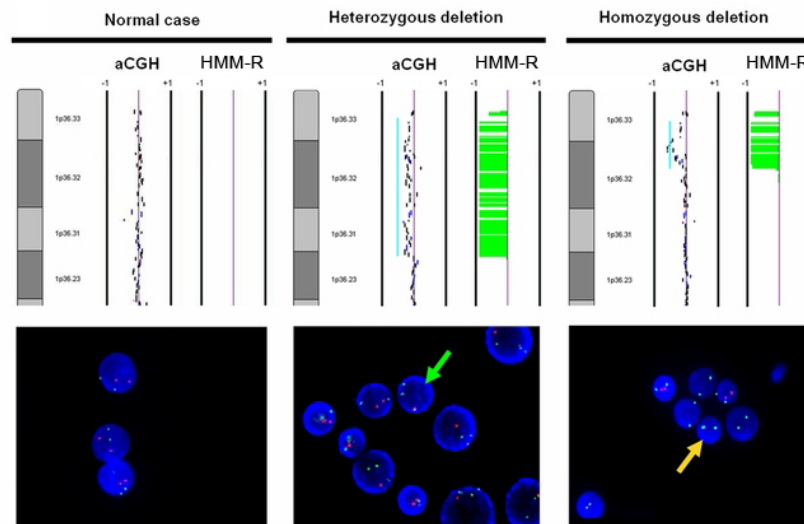 Normal case
Heterozygous deletion
Homozygous deletion
aCGH HMM-R
aCGH HMM-R
aCGH HMM-R
-1 +1 -1 +1
-1 +1 -1 +1
-1 +1 -1 +1
1p36.33
1p36.32
1p36.31
1p36.23
1p36.33
1p36.32
1p36.31
1p36.23
1p36.33
1p36.32
1p36.31
1p36.23